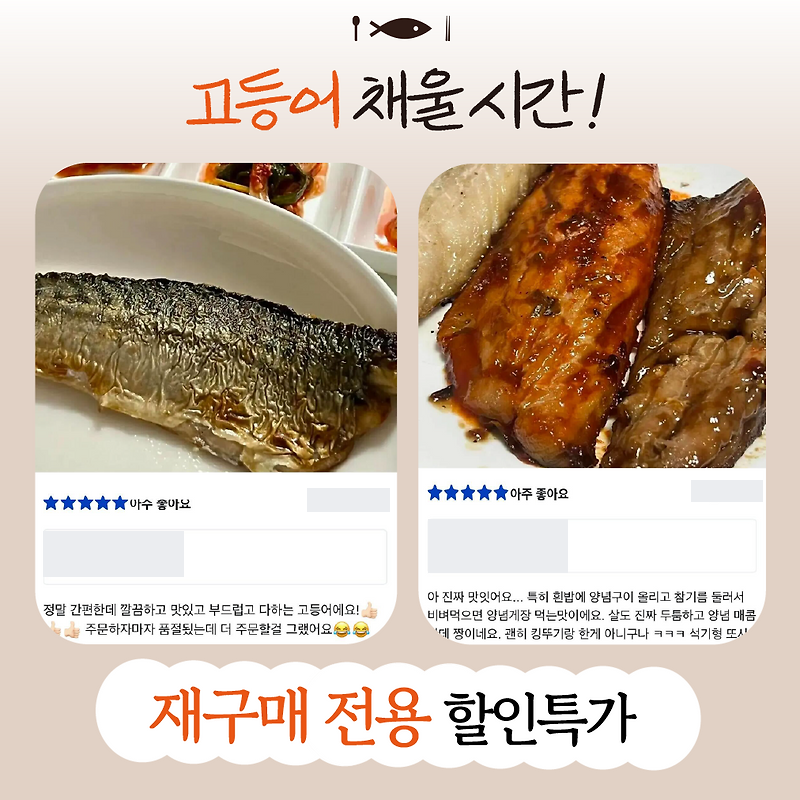 고등어 채울 시간!
★★★★★아주 좋아요
정말 간편한데 깔끔하고 맛있고 부드럽고 다하는 고등어에요!👍🏻
👍🏻👍🏻 주문하자마자 품절됬는데 더 주문할걸 그랬어요😂😂
★★★★★아주 좋아요
아 진짜 맛잇어요... 특히 흰밥에 양념구이 올리고 참기름 둘러서
비벼먹으면 양념게장 먹는맛이에요. 살도 진짜 두툼하고 양념 매콤
데 짱이네요. 괜히 킹뚜기랑 한게 아니구나 ㅋㅋㅋ 석기형 또사
재구매 전용 할인특가